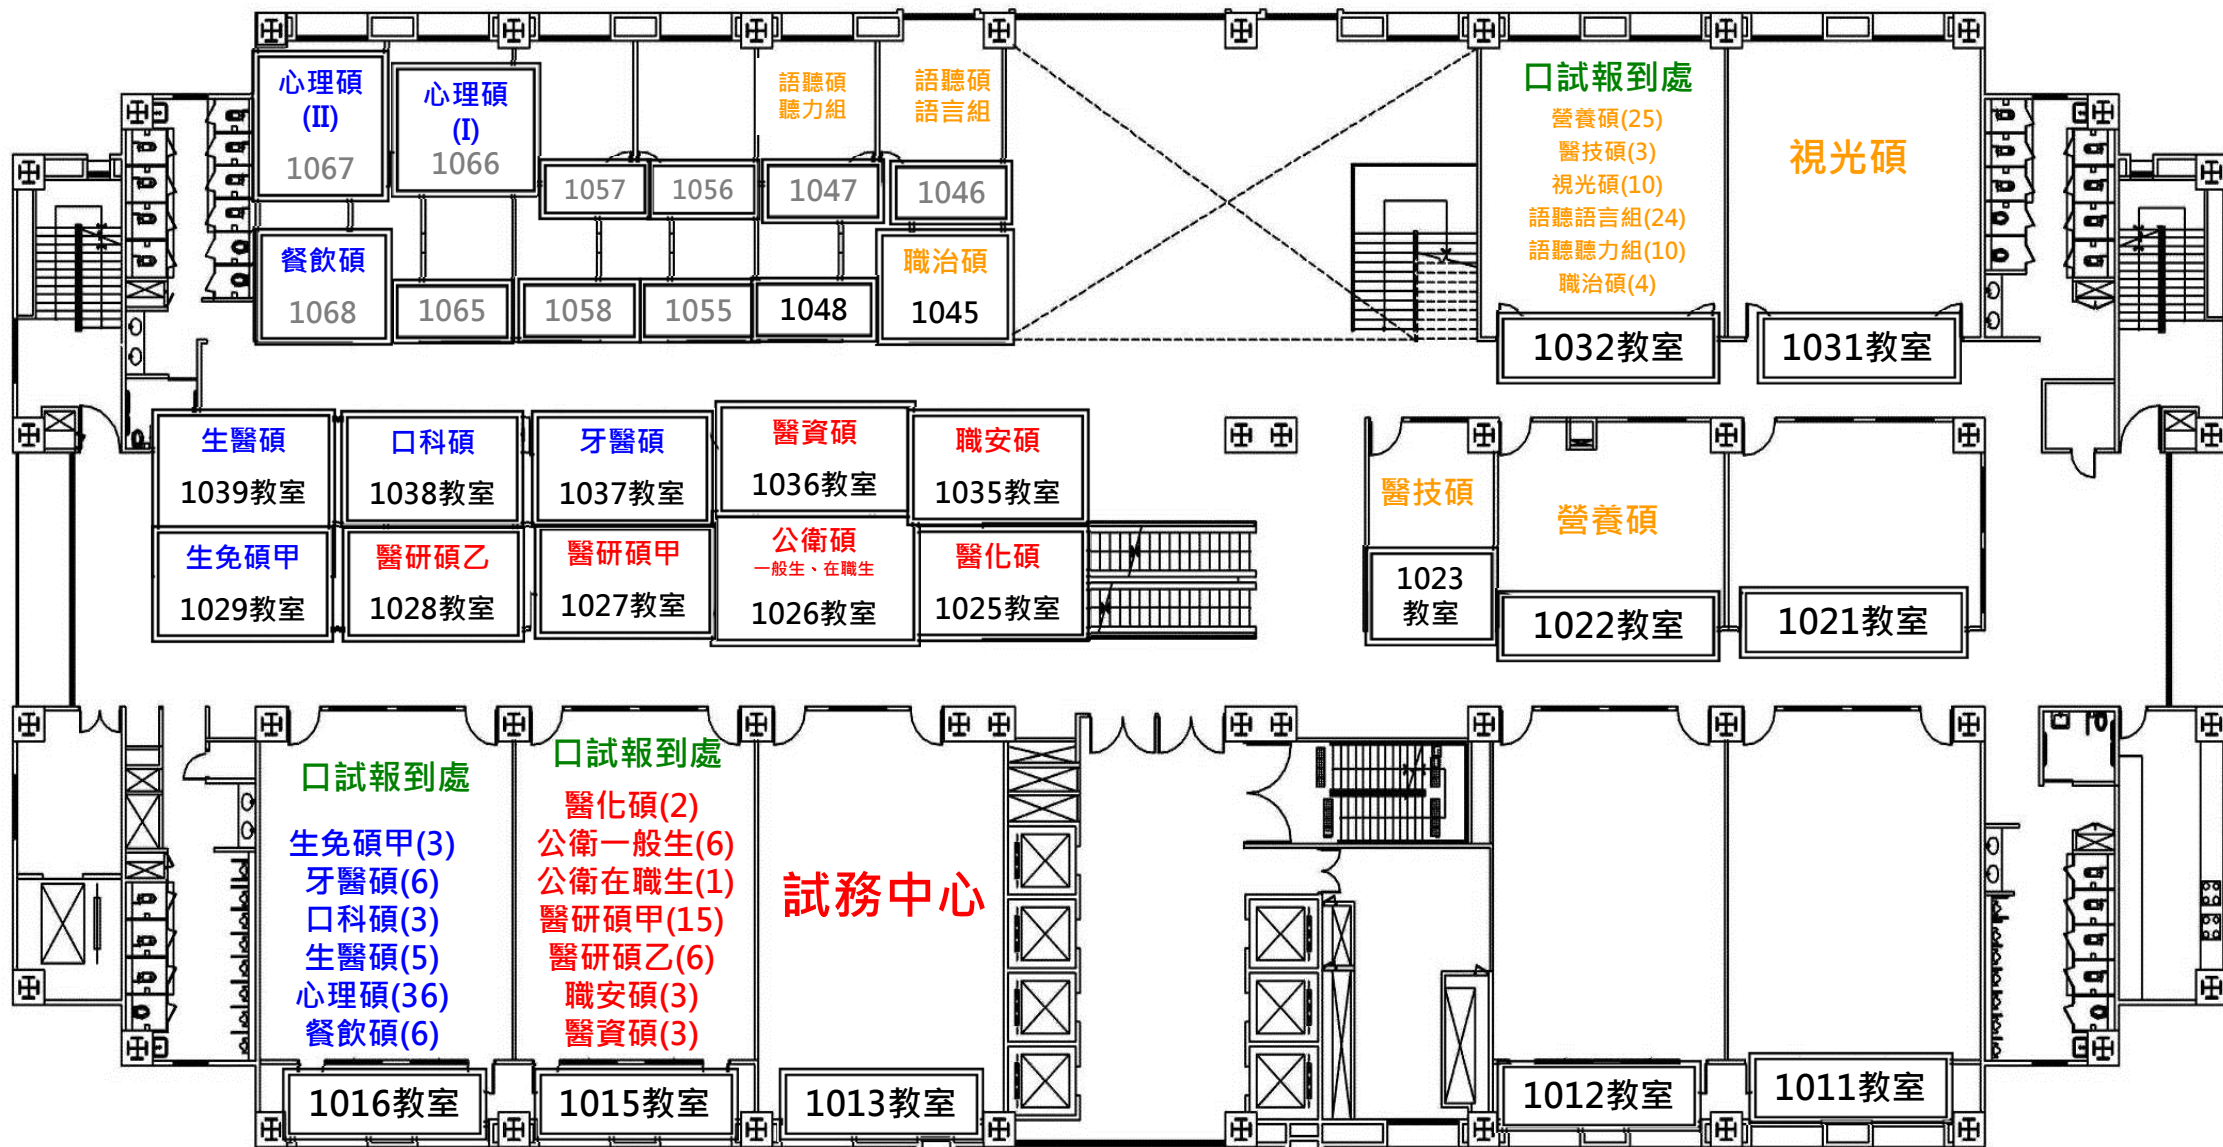 心理碩
(II)
1067
心理碩
(I)
1066
1057
1056
語聽碩
聽力組
1047
語聽碩
語言組
1046
餐飲碩
1068
1065
1058
1055
1048
職治碩
1045
口試報到處
營養碩(25)
醫技碩(3)
視光碩(10)
語聽語言組(24)
語聽聽力組(10)
職治碩(4)
1032教室
視光碩
1031教室
生醫碩
1039教室
口科碩
1038教室
牙醫碩
1037教室
醫資碩
1036教室
職安碩
1035教室
生免碩甲
1029教室
醫研碩乙
1028教室
醫研碩甲
1027教室
公衛碩
一般生、在職生
1026教室
醫化碩
1025教室
醫技碩
1023
教室
營養碩
1022教室
1021教室
口試報到處
生免碩甲(3)
牙醫碩(6)
口科碩(3)
生醫碩(5)
心理碩(36)
餐飲碩(6)
1016教室
口試報到處
醫化碩(2)
公衛一般生(6)
公衛在職生(1)
醫研碩甲(15)
醫研碩乙(6)
職安碩(3)
醫資碩(3)
1015教室
試務中心
1013教室
1012教室
1011教室